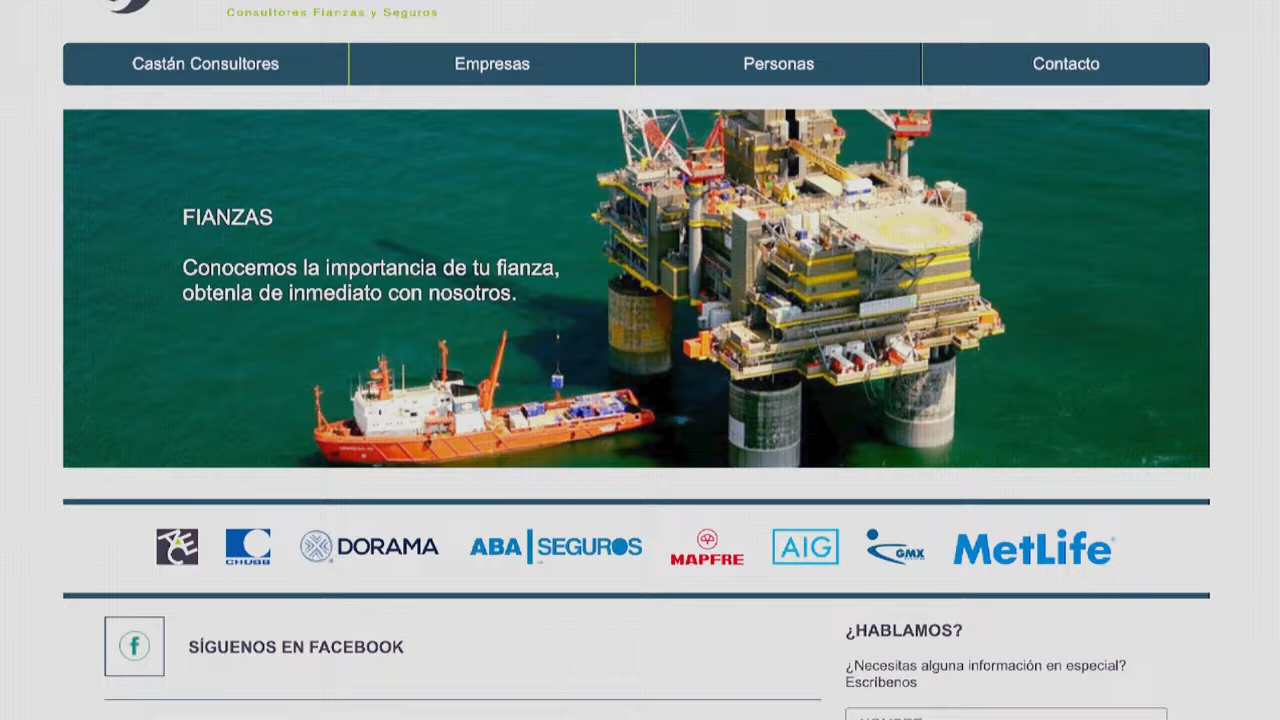 Consultores Fianzas y Seguros
Castán Consultores
Empresas
Personas
Contacto
FIANZAS
Conocemos la importancia de tu fianza,
obtenla de inmediato con nosotros.
ACE
CHUBB
DORAMA
ABA SEGUROS
MAPFRE
AIG
GMX
MetLife
SÍGUENOS EN FACEBOOK
¿HABLAMOS?
¿Necesitas alguna información en especial?
Escríbenos